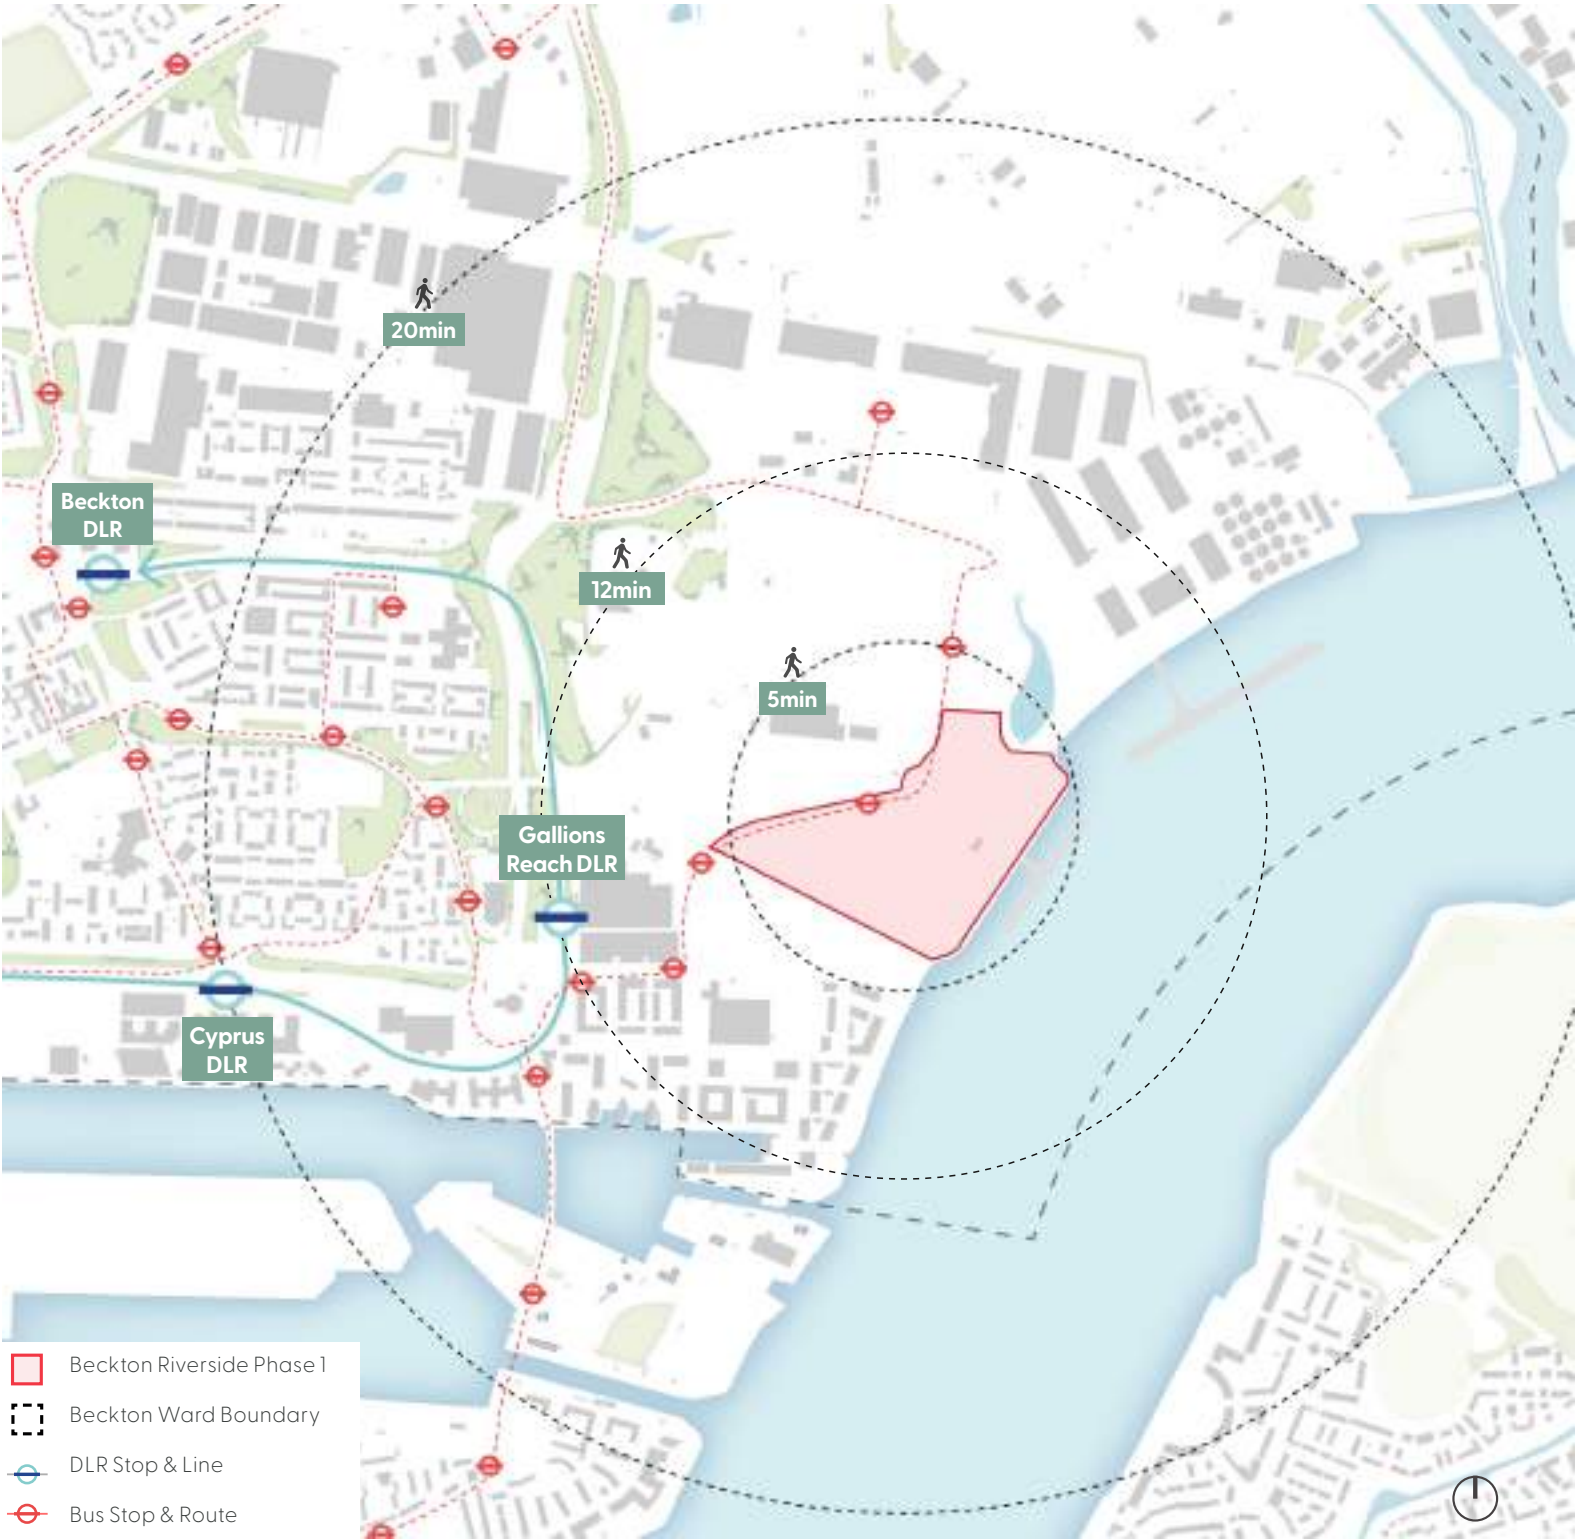 20min
Beckton
DLR
12min
5min
Gallions
Reach DLR
Cyprus
DLR
Beckton Riverside Phase 1
Beckton Ward Boundary
DLR Stop & Line
Bus Stop & Route